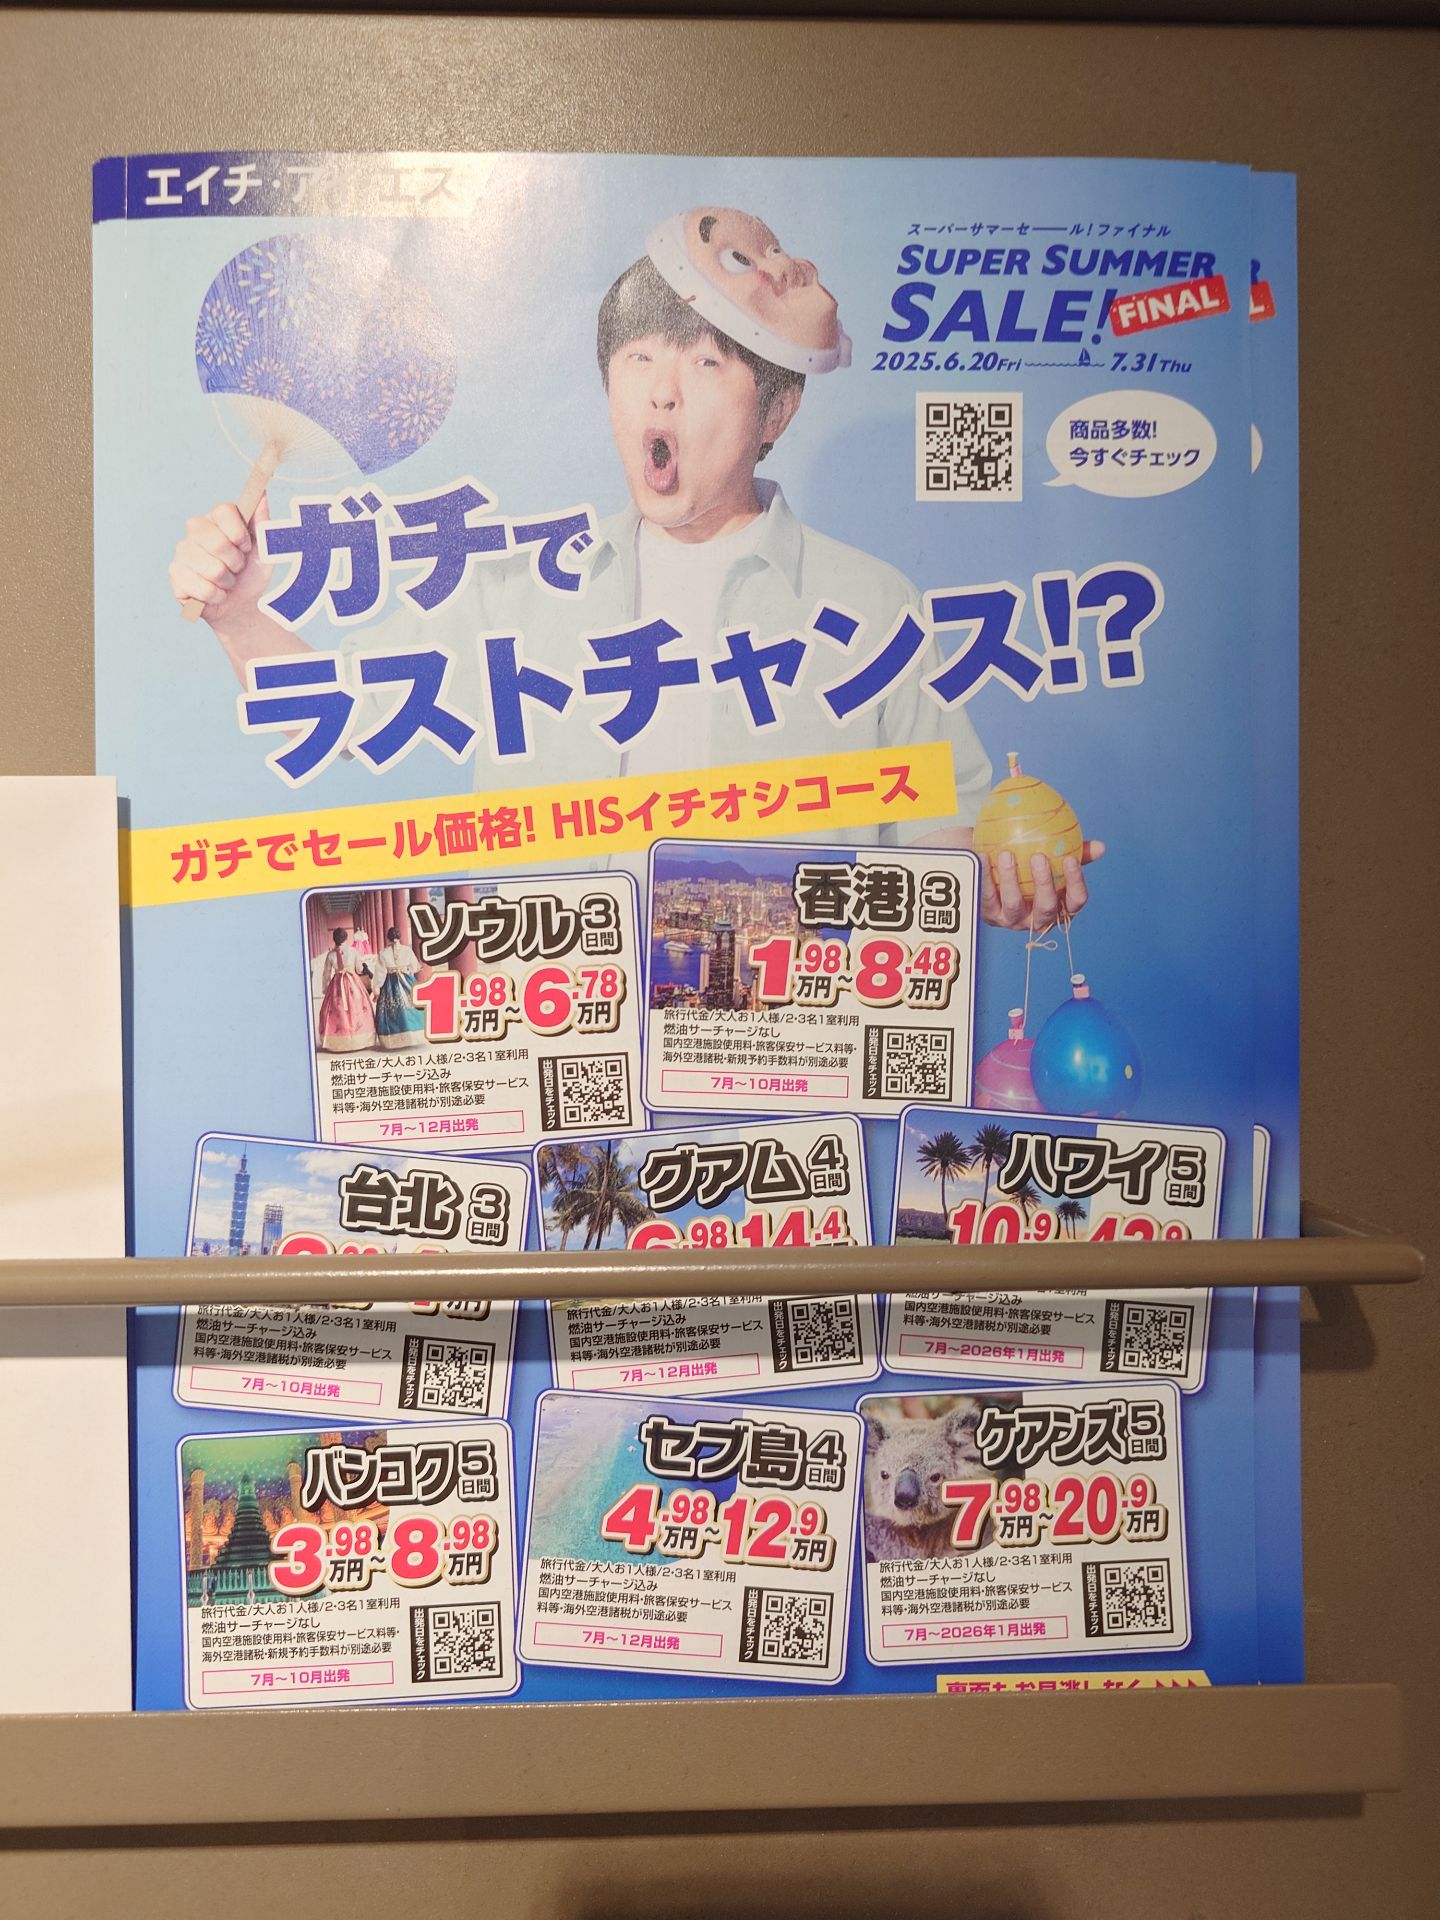 エイチ・アイ・エス
スーパーサマーセール!ファイナル
SUPER SUMMER
SALE!
FINAL
2025.6.20Fri 7.31Thu
商品多数!
今すぐチェック
ガチで
ラストチャンス!?
ガチでセール価格! HISイチオシコース
ソウル 3日間
1.98万円~6.78万円
旅行代金/大人お1人様/2・3名1室利用
燃油サーチャージ込み
国内空港施設使用料・旅客保安サービス
料等・海外空港諸税が別途必要
7月~12月出発
出発日をチェック
香港 3日間
1.98万円~8.48万円
旅行代金/大人お1人様/2・3名1室利用
燃油サーチャージなし
国内空港施設使用料・旅客保安サービス料等・
海外空港諸税・新規予約手数料が別途必要
7月~10月出発
出発日をチェック
台北 3日間
旅行代金/大人お1人様/2・3名1室利用
燃油サーチャージ込み
国内空港施設使用料・旅客保安サービス
料等・海外空港諸税が別途必要
7月~10月出発
出発日をチェック
グアム 4日間
6.98 14.4
旅行代金/大人お1人様/2・3名1室利用
燃油サーチャージ込み
国内空港施設使用料・旅客保安サービス
料等・海外空港諸税が別途必要
7月~12月出発
出発日をチェック
ハワイ 5日間
10.9
燃油サーチャージ込み
国内空港施設使用料・旅客保安サービス
料等・海外空港諸税が別途必要
7月~2026年1月出発
出発日をチェック
バンコク 5日間
3.98万円~8.98万円
旅行代金/大人お1人様/2・3名1室利用
燃油サーチャージなし
国内空港施設使用料・旅客保安サービス料等・
海外空港諸税・新規予約手数料が別途必要
7月~10月出発
出発日をチェック
セブ島 4日間
4.98万円~12.9万円
旅行代金/大人お1人様/2・3名1室利用
燃油サーチャージ込み
国内空港施設使用料・旅客保安サービス
料等・海外空港諸税が別途必要
7月~12月出発
出発日をチェック
ケアンズ 5日間
7.98万円~20.9万円
旅行代金/大人お1人様/2・3名1室利用
燃油サーチャージなし
国内空港施設使用料・旅客保安サービス
料等・海外空港諸税が別途必要
7月~2026年1月出発
出発日をチェック
裏面もお見逃しなく